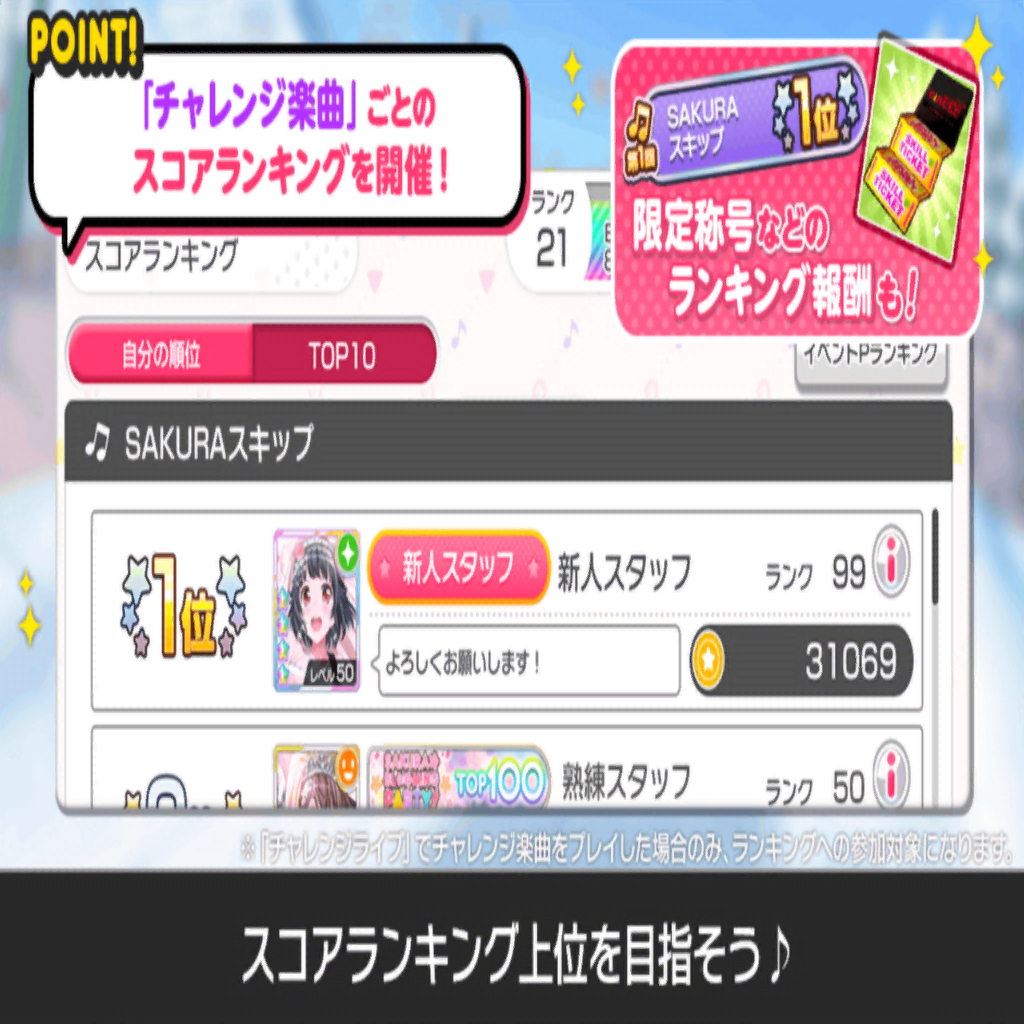 POINT!
「チャレンジ楽曲」ごとの
スコアランキングを開催!
SAKURA
スキップ
第1回
1位
SKILL
TICKET
SKILL
TICKET
限定称号などの
ランキング報酬も!
スコアランキング
ランク
21
自分の順位
TOP10
イベントPランキング
♫ SAKURAスキップ
1位
レベル50
新人スタッフ
新人スタッフ
ランク 99
よろしくお願いします!
31069
TOP100
熟練スタッフ
ランク 50
※「チャレンジライブ」でチャレンジ楽曲をプレイした場合のみ、ランキングへの参加対象になります。
スコアランキング上位を目指そう♪